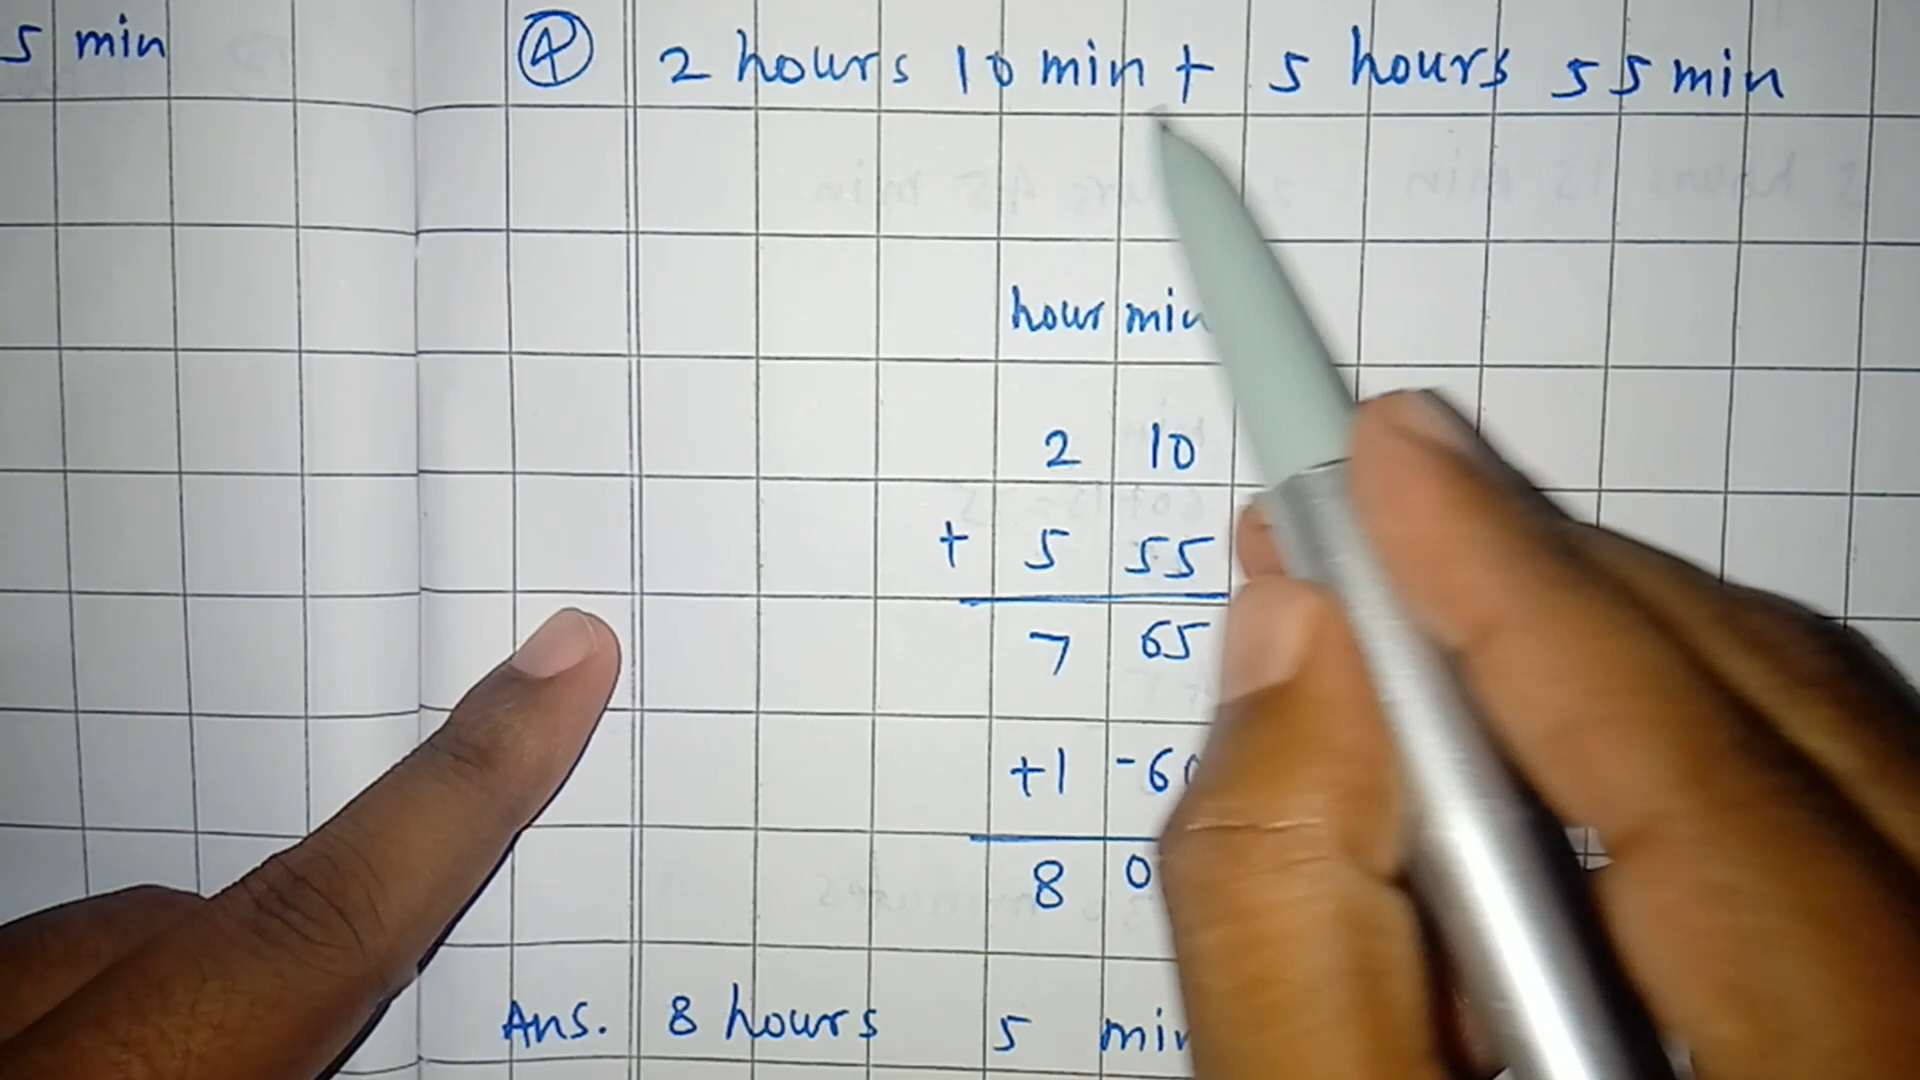 5 min
④ 2 hours 10 min + 5 hours 55 min
hour min
2 10
+ 5 55
7 65
+1 -60
8 0
Ans. 8 hours 5 min